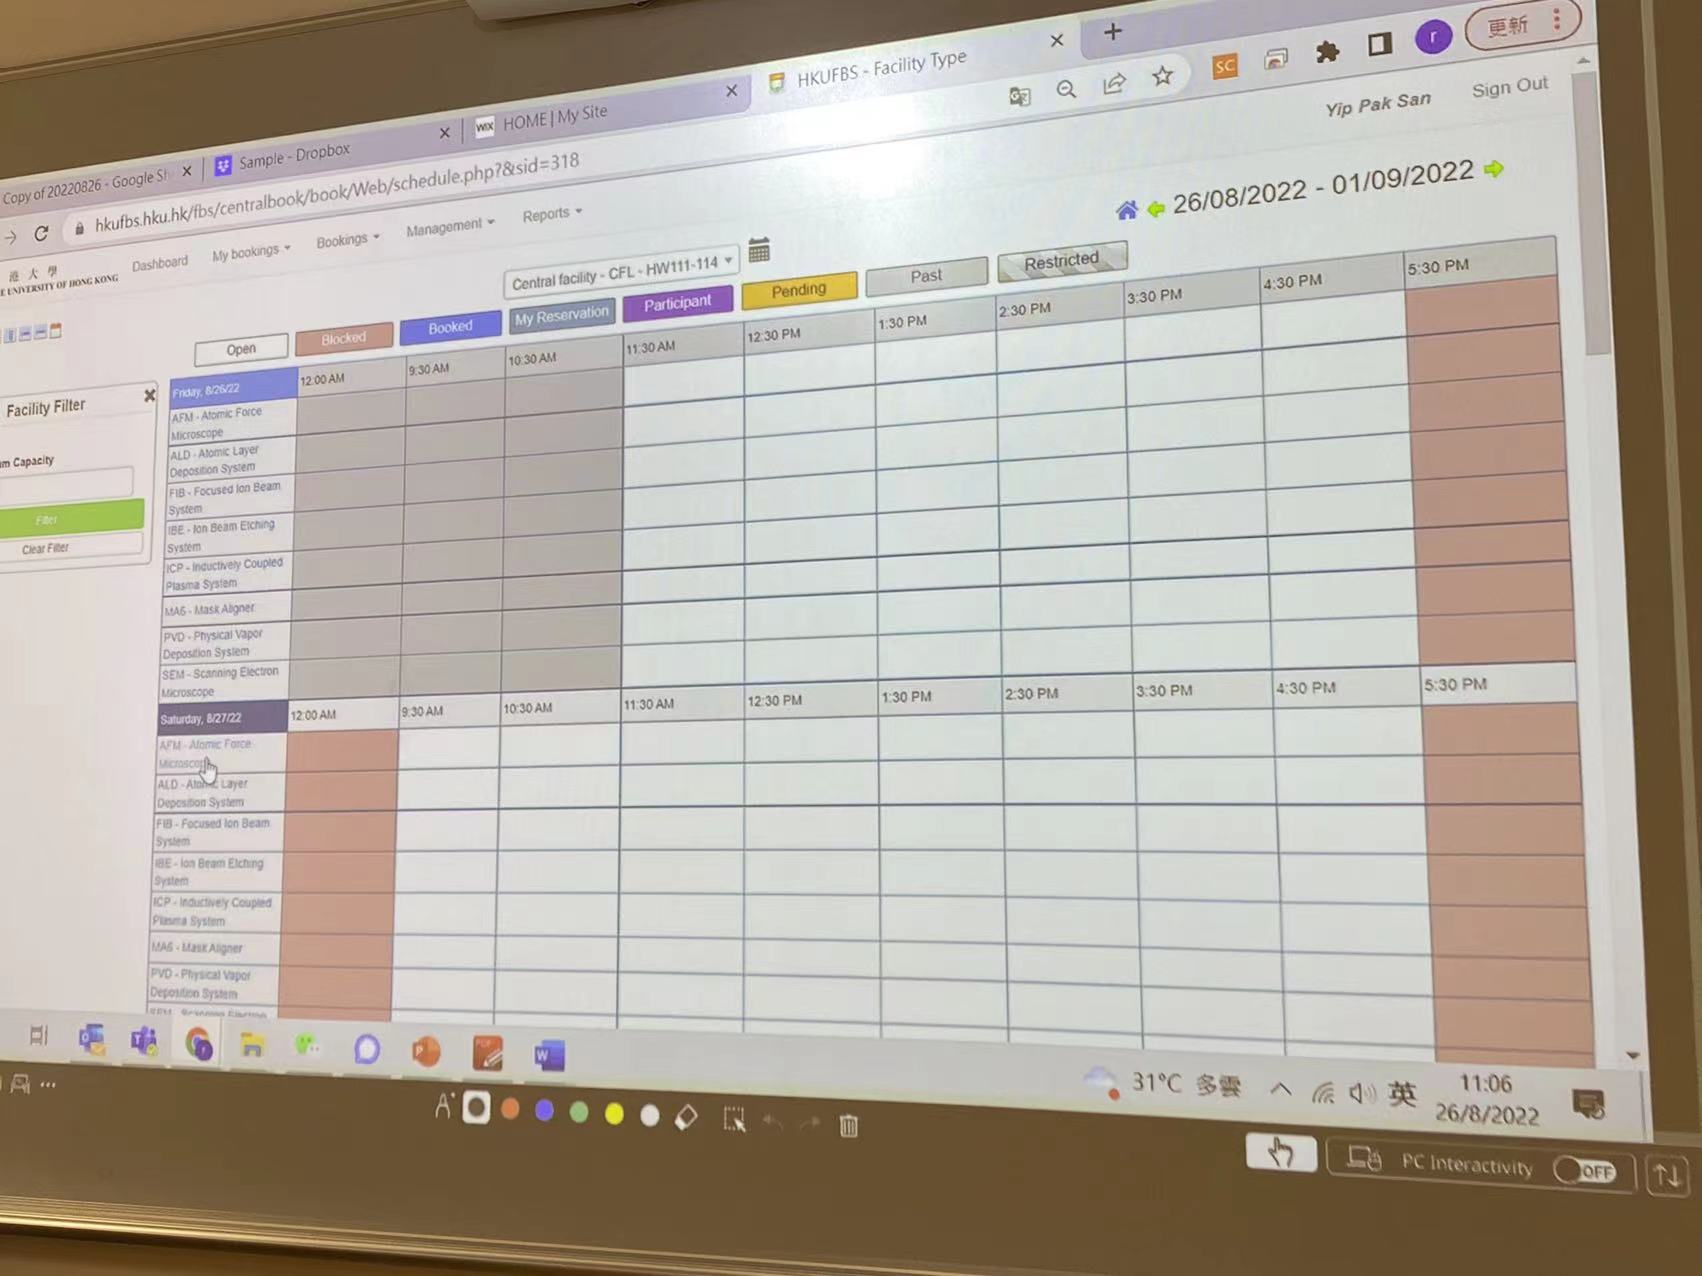 Copy of 20220826 - Google Sh
Sample - Dropbox
WIX HOME | My Site
HKUFBS - Facility Type
hkufbs.hku.hk/fbs/centralbook/book/Web/schedule.php?&sid=318
SC
r
更新
港 大 學
E UNIVERSITY OF HONG KONG
Dashboard
My bookings
Bookings
Management
Reports
Yip Pak San
Sign Out
26/08/2022 - 01/09/2022
Central facility - CFL - HW111-114
Open
Blocked
Booked
My Reservation
Participant
Pending
Past
Restricted
Facility Filter
m Capacity
Filter
Clear Filter
Friday, 8/26/22 12:00 AM 9:30 AM 10:30 AM 11:30 AM 12:30 PM 1:30 PM 2:30 PM 3:30 PM 4:30 PM 5:30 PM
AFM - Atomic Force
Microscope
ALD - Atomic Layer
Deposition System
FIB - Focused Ion Beam
System
IBE - Ion Beam Etching
System
ICP - Inductively Coupled
Plasma System
MA6 - Mask Aligner
PVD - Physical Vapor
Deposition System
SEM - Scanning Electron
Microscope
Saturday, 8/27/22 12:00 AM 9:30 AM 10:30 AM 11:30 AM 12:30 PM 1:30 PM 2:30 PM 3:30 PM 4:30 PM 5:30 PM
AFM - Atomic Force
Microscope
ALD - Atomic Layer
Deposition System
FIB - Focused Ion Beam
System
IBE - Ion Beam Etching
System
ICP - Inductively Coupled
Plasma System
MA6 - Mask Aligner
PVD - Physical Vapor
Deposition System
SEM - Scanning Electron
31°C 多雲
英
11:06
26/8/2022
PC Interactivity
OFF